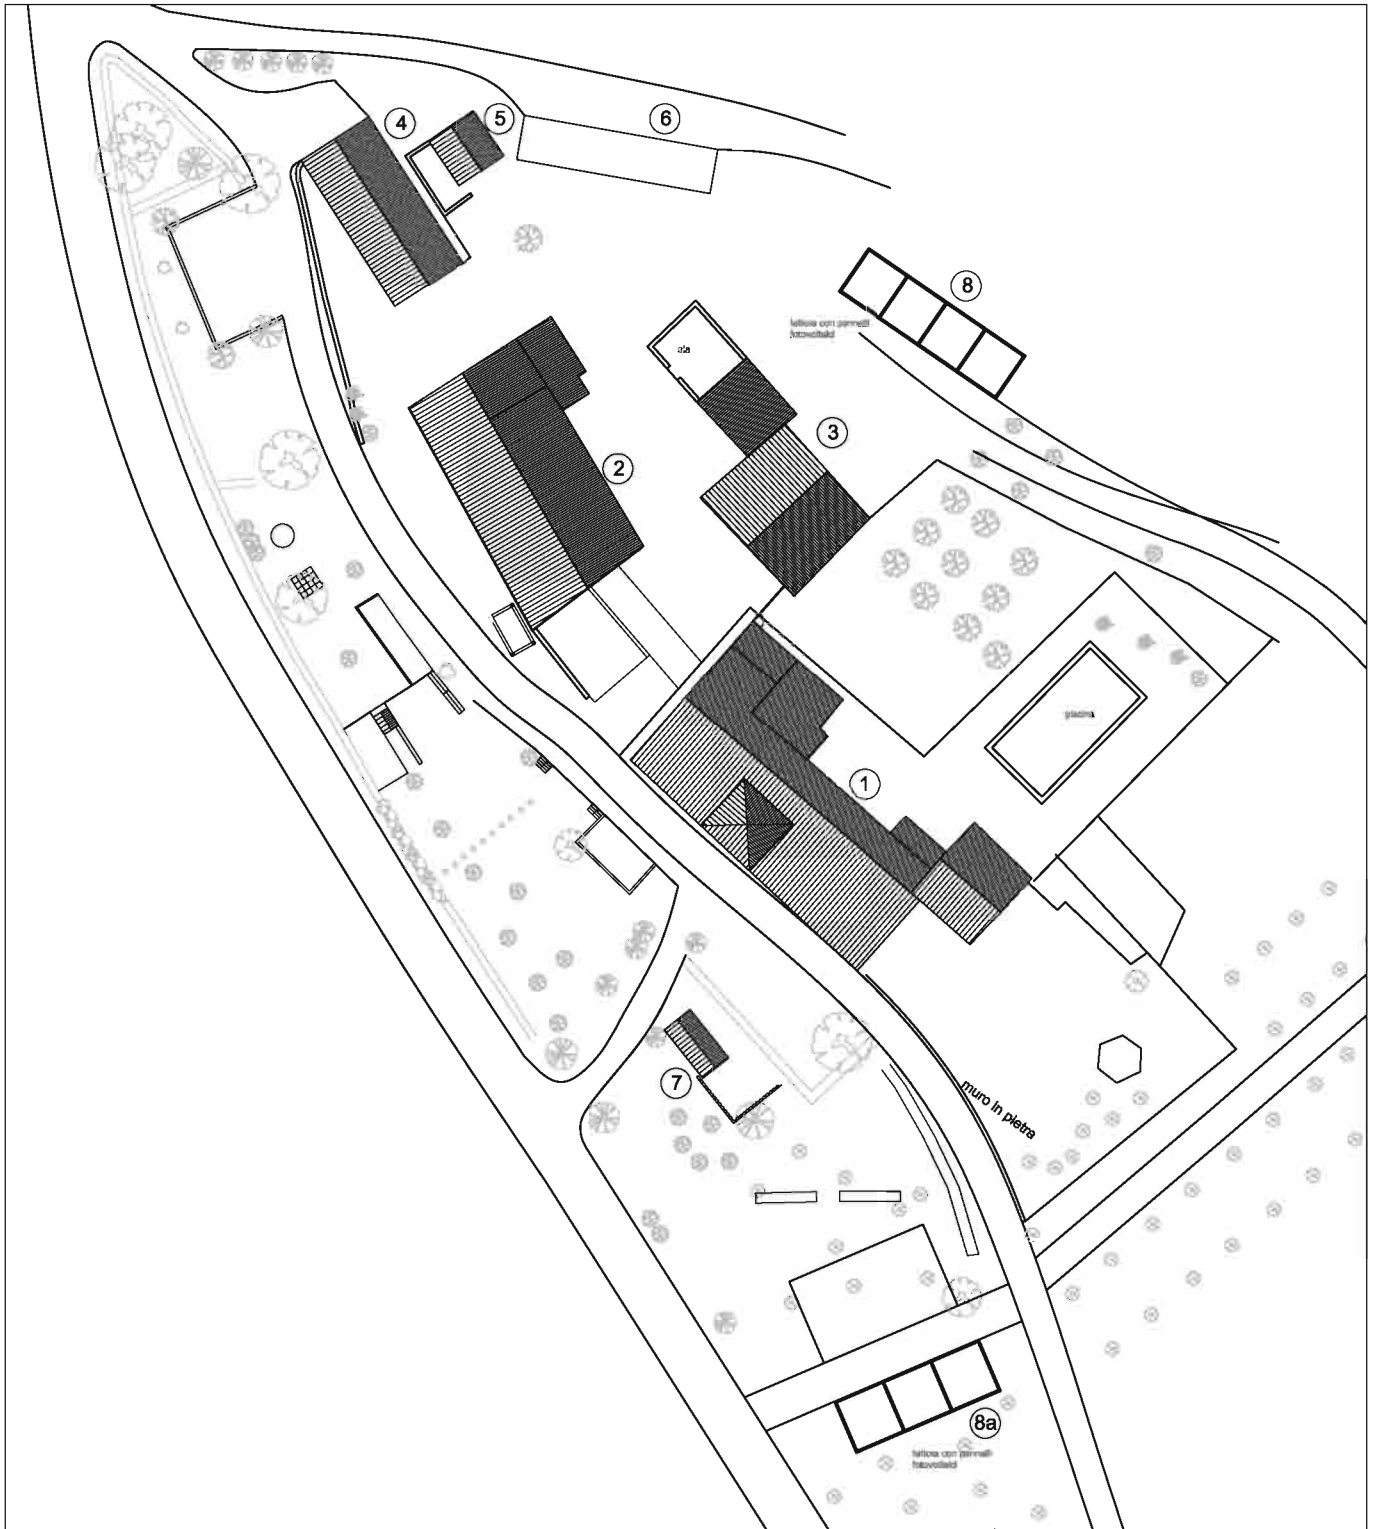 4
5
6
8
tettoia con pannelli
fotovoltaici
aia
3
2
piscina
1
7
muro in pietra
8a
tettoia con pannelli
fotovoltaici